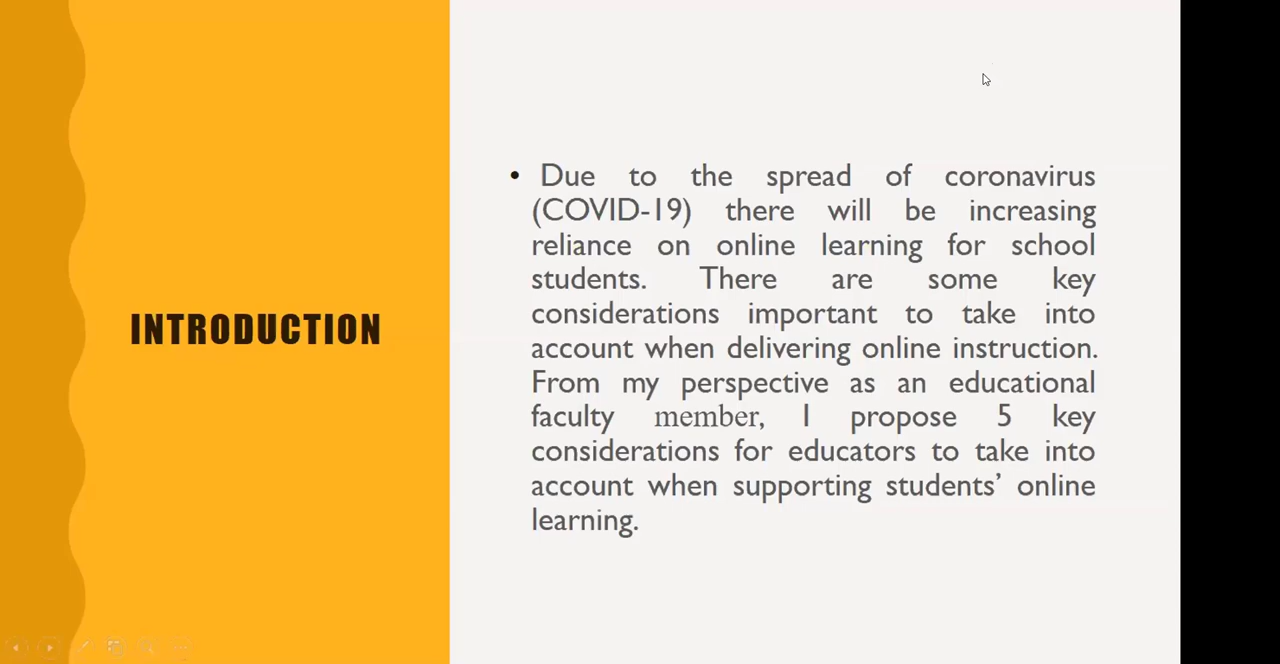 INTRODUCTION
• Due to the spread of coronavirus
(COVID-19) there will be increasing
reliance on online learning for school
students. There are some key
considerations important to take into
account when delivering online instruction.
From my perspective as an educational
faculty member, I propose 5 key
considerations for educators to take into
account when supporting students’ online
learning.